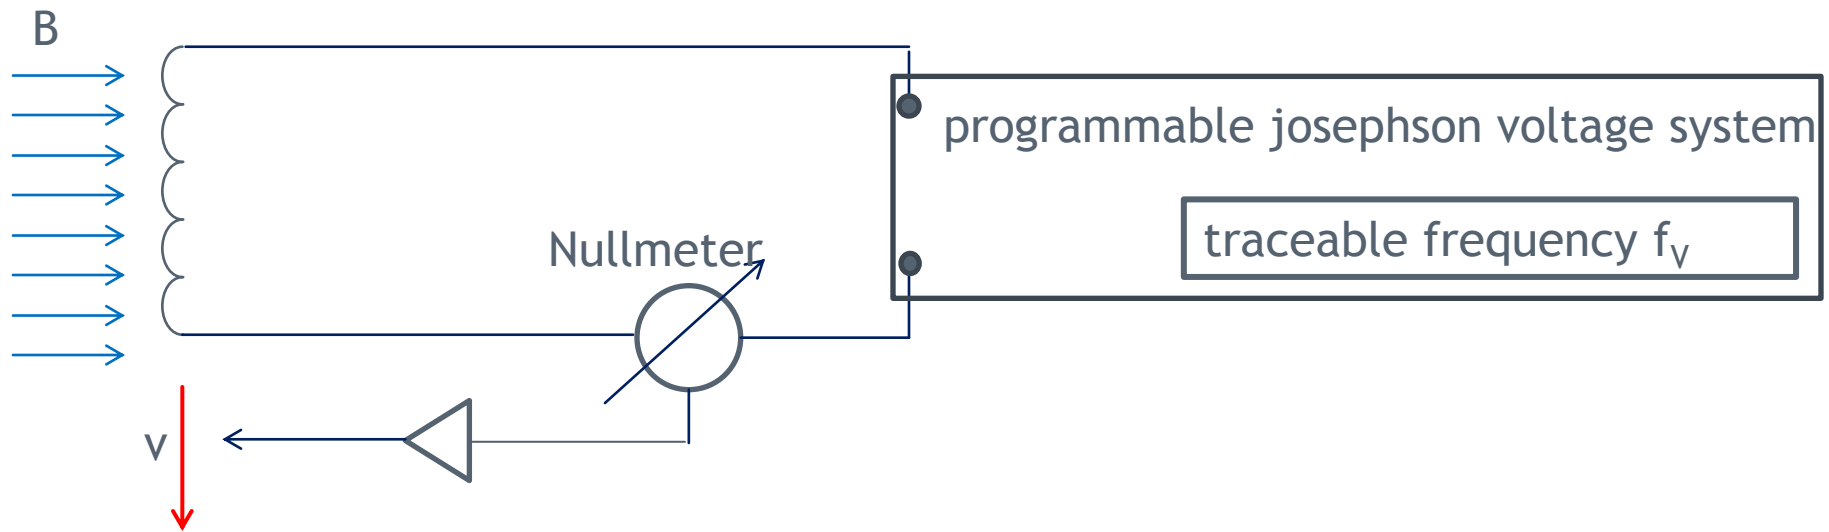 B
programmable josephson voltage system
traceable frequency fV
Nullmeter
v